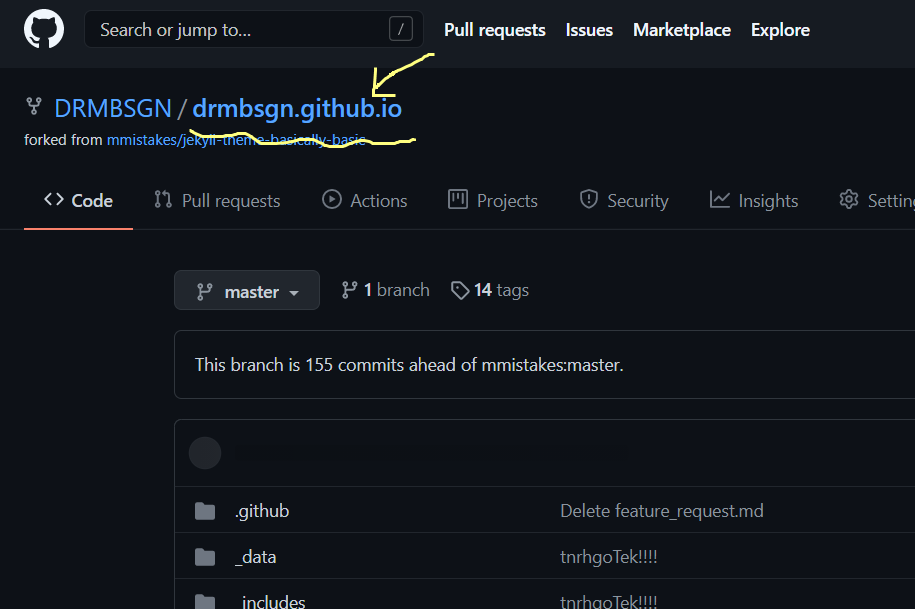 Search or jump to... / Pull requests Issues Marketplace Explore
DRMBSGN / drmbsgn.github.io
forked from mmistakes/jekyll-theme-basically-basic
Code Pull requests Actions Projects Security Insights
master 1 branch 14 tags
This branch is 155 commits ahead of mmistakes:master.
.github Delete feature_request.md
_data tnrhgoTek!!!!
_includes tnrhgoTek!!!!